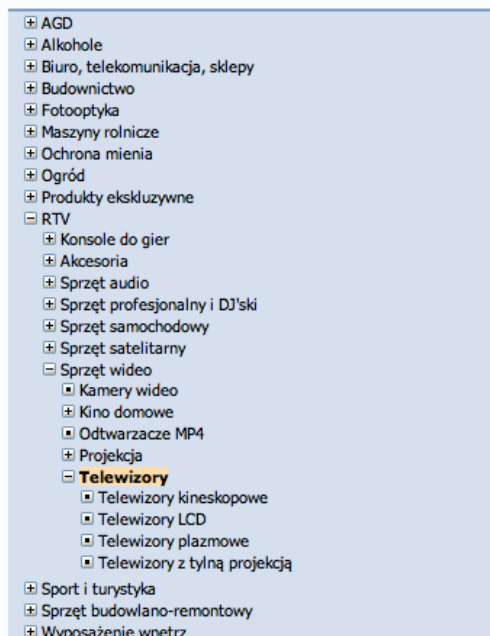 AGD
Alkohole
Biuro, telekomunikacja, sklepy
Budownictwo
Fotooptyka
Maszyny rolnicze
Ochrona mienia
Ogród
Produkty ekskluzywne
RTV
Konsole do gier
Akcesoria
Sprzęt audio
Sprzęt profesjonalny i DJ'ski
Sprzęt samochodowy
Sprzęt satelitarny
Sprzęt wideo
Kamery wideo
Kino domowe
Odtwarzacze MP4
Projekcja
Telewizory
Telewizory kineskopowe
Telewizory LCD
Telewizory plazmowe
Telewizory z tylną projekcją
Sport i turystyka
Sprzęt budowlano-remontowy
Wyposażenie wnętrz